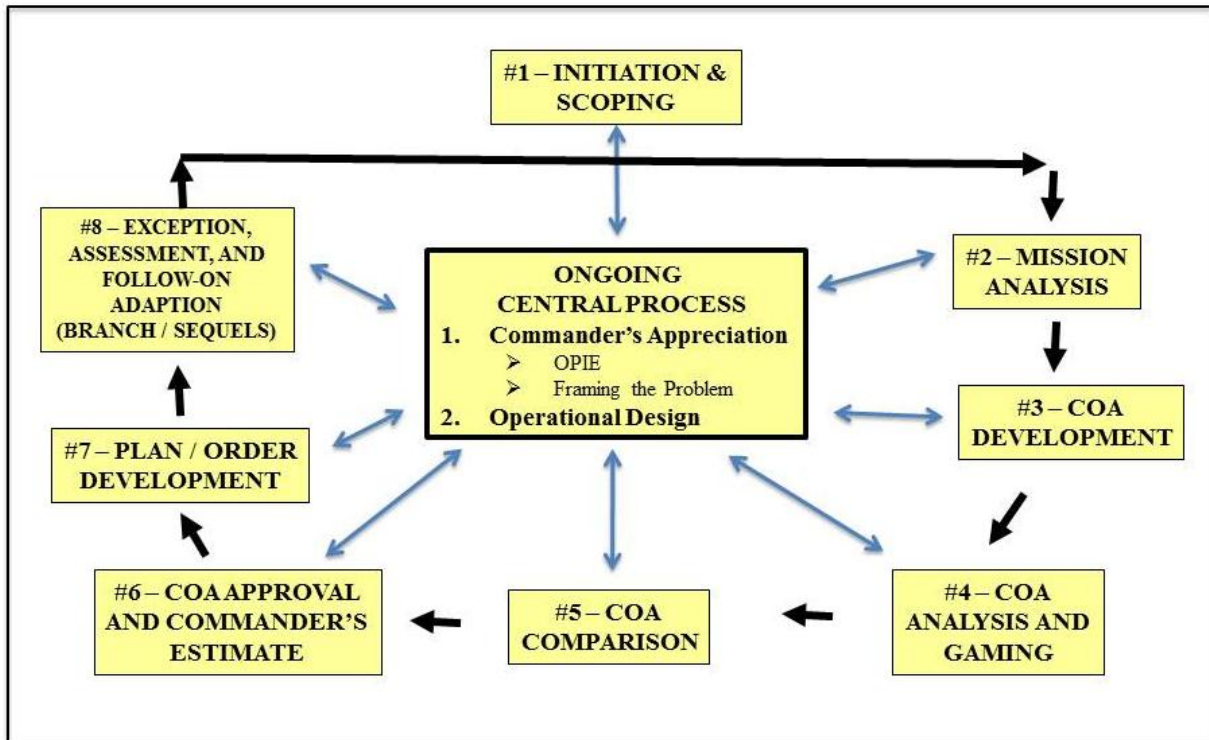 #1 – INITIATION &
SCOPING
#8 – EXCEPTION,
ASSESSMENT, AND
FOLLOW-ON
ADAPTION
(BRANCH / SEQUELS)
ONGOING
CENTRAL PROCESS
1. Commander's Appreciation
➢ OPIE
➢ Framing the Problem
2. Operational Design
#2 – MISSION
ANALYSIS
#7 – PLAN / ORDER
DEVELOPMENT
#3 – COA
DEVELOPMENT
#6 – COA APPROVAL
AND COMMANDER'S
ESTIMATE
#5 – COA
COMPARISON
#4 – COA
ANALYSIS AND
GAMING